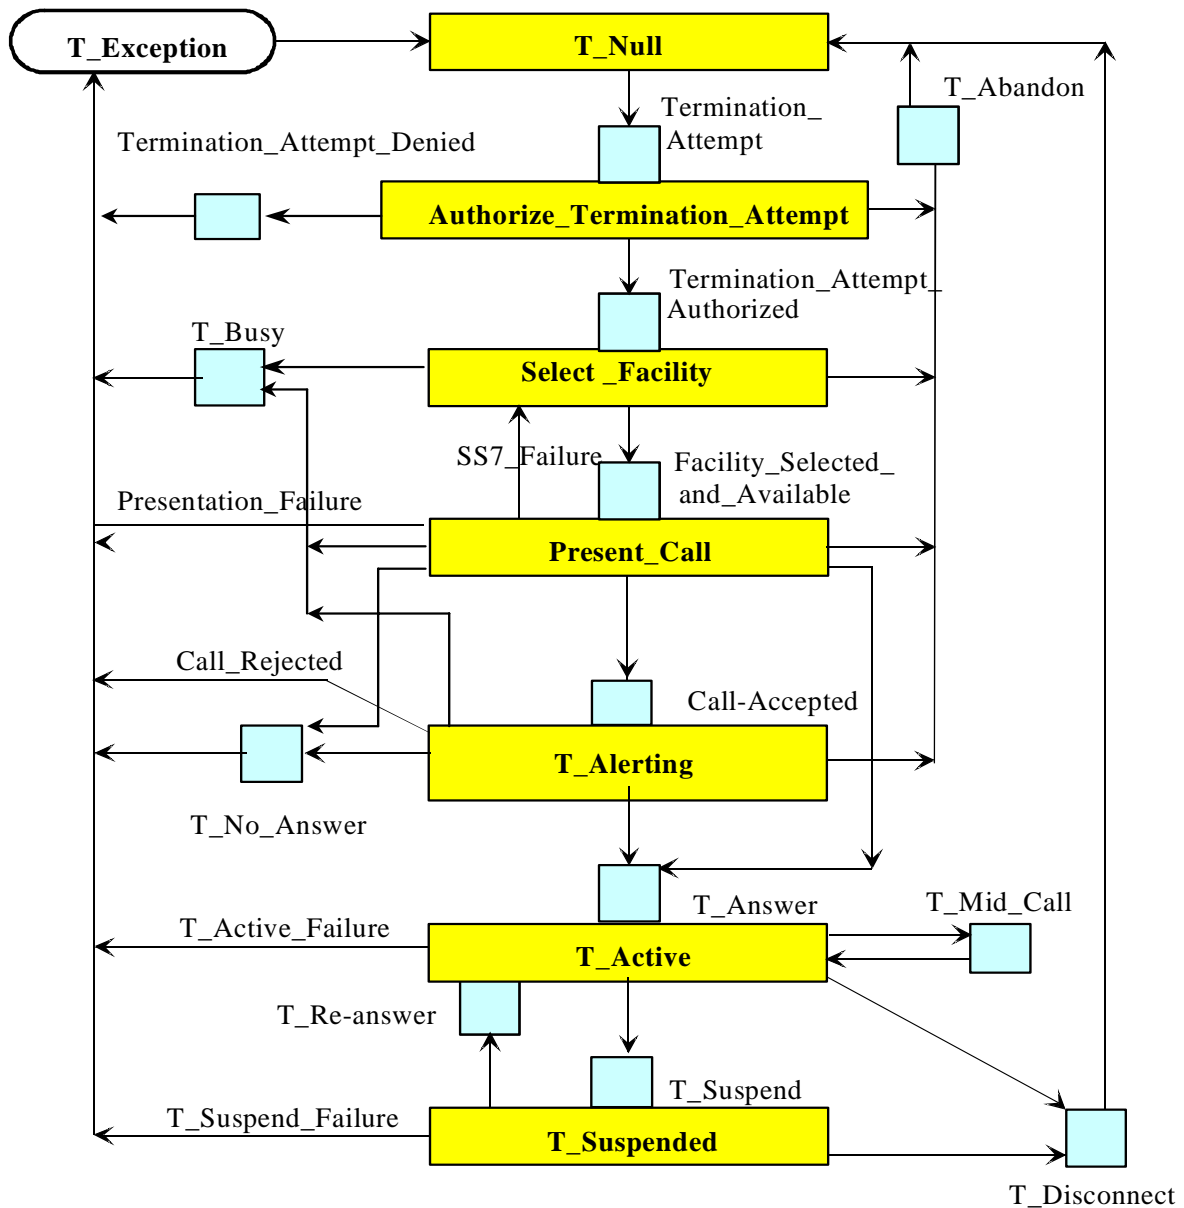 T_Exception
T_Null
T_Abandon
Termination_
Attempt
Termination_Attempt_Denied
Authorize_Termination_Attempt
Termination_Attempt_
Authorized
T_Busy
Select _Facility
SS7_Failure
Facility_Selected_
and_Available
Presentation_Failure
Present_Call
Call_Rejected
Call-Accepted
T_Alerting
T_No_Answer
T_Answer
T_Mid_Call
T_Active_Failure
T_Active
T_Re-answer
T_Suspend
T_Suspend_Failure
T_Suspended
T_Disconnect